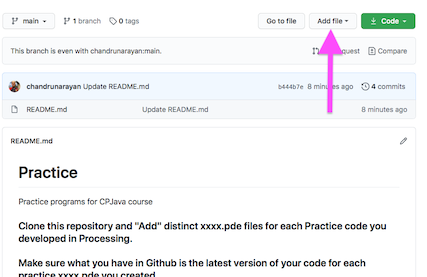 main 1 branch 0 tags Go to file Add file Code
This branch is even with chandrunarayan:main. Compare
chandrunarayan Update README.md b444b7e 8 minutes ago 4 commits
README.md Update README.md 8 minutes ago
README.md
Practice
Practice programs for CPJava course
Clone this repository and "Add" distinct xxxx.pde files for each Practice code you
developed in Processing.
Make sure what you have in Github is the latest version of your code for each
practice xxxx.pde you created